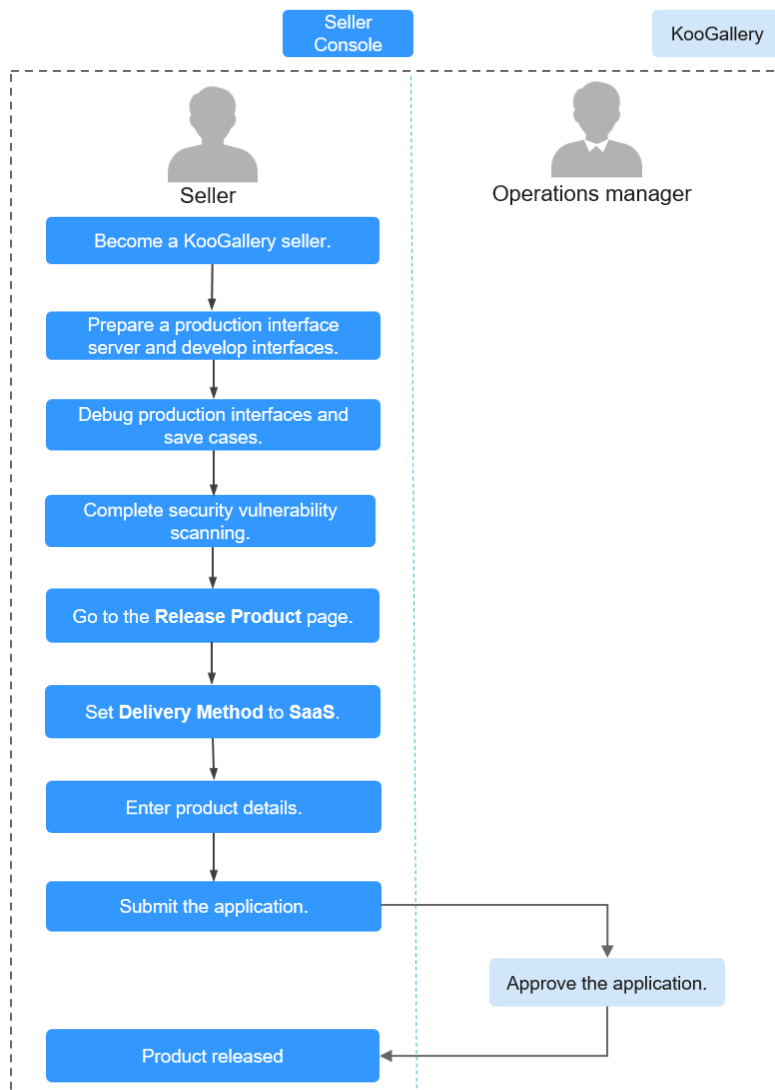 Seller
Console
KooGallery
Seller
Operations manager
Become a KooGallery seller.
Prepare a production interface
server and develop interfaces.
Debug production interfaces and
save cases.
Complete security vulnerability
scanning.
Go to the Release Product page.
Set Delivery Method to SaaS.
Enter product details.
Submit the application.
Approve the application.
Product released